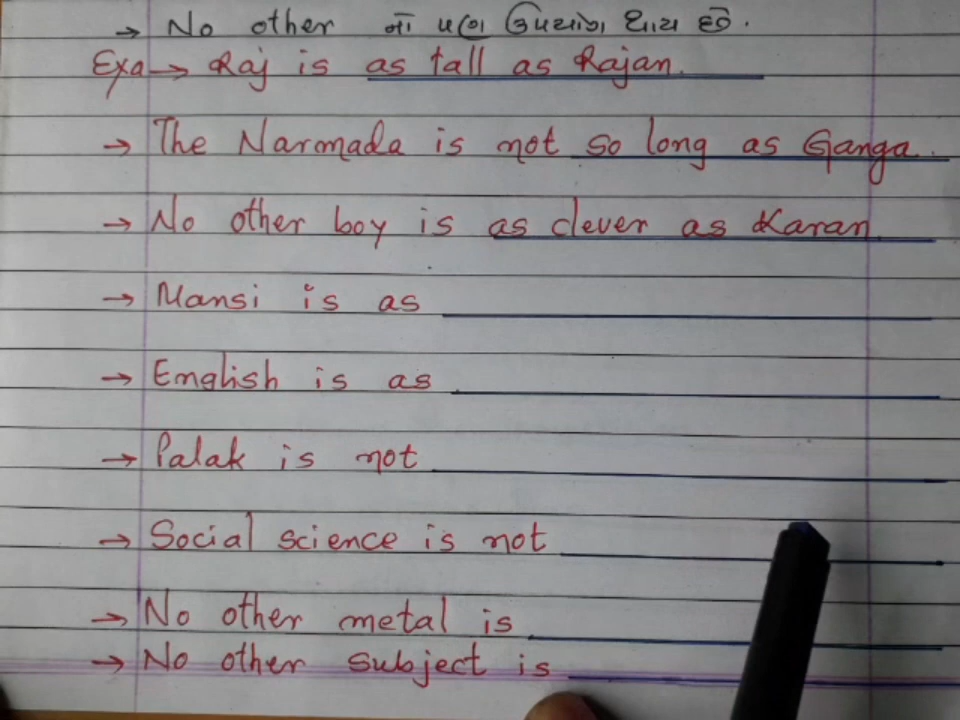 → No other નો પણ ઉપયોગ થાય છે.
Exa → Raj is as tall as Rajan.
→ The Narmada is not so long as Ganga.
→ No other boy is as clever as Karan
→ Mansi is as
→ English is as
→ Palak is not
→ Social science is not
→ No other metal is
→ No other subject is